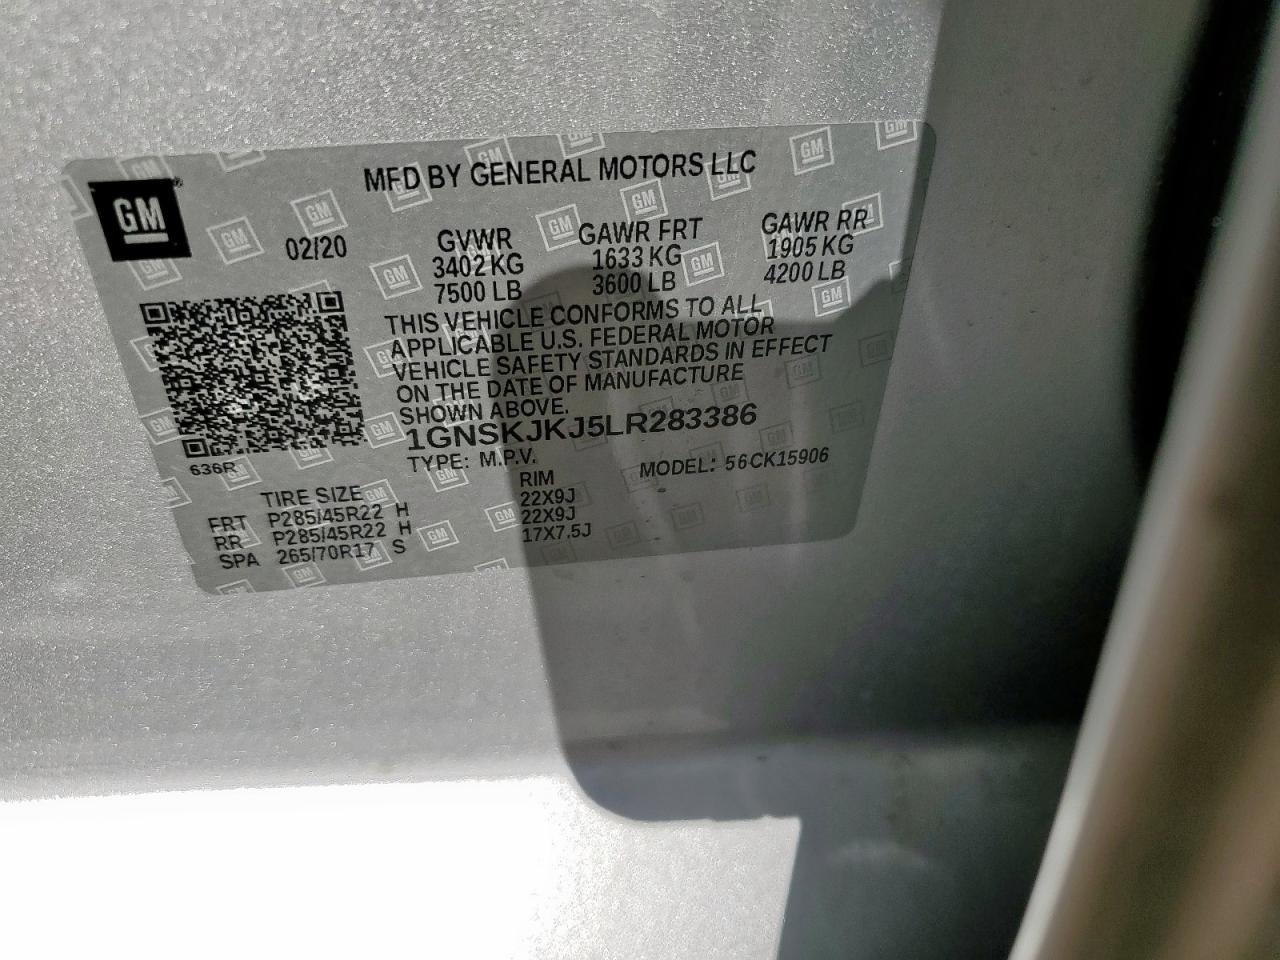 GM
MFD BY GENERAL MOTORS LLC
02/20
GVWR GAWR FRT GAWR RR
3402 KG 1633 KG 1905 KG
7500 LB 3600 LB 4200 LB
THIS VEHICLE CONFORMS TO ALL
APPLICABLE U.S. FEDERAL MOTOR
VEHICLE SAFETY STANDARDS IN EFFECT
ON THE DATE OF MANUFACTURE
SHOWN ABOVE.
1GNSKJKJ5LR283386
636R
TYPE: M.P.V. MODEL: 56CK15906
TIRE SIZE RIM
FRT P285/45R22 H 22X9J
RR P285/45R22 H 22X9J
SPA 265/70R17 S 17X7.5J